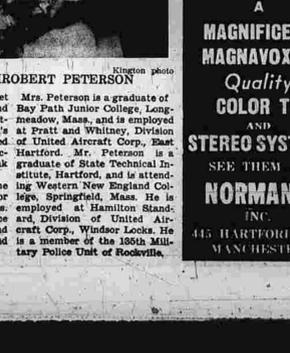 Kington photo
ROBERT PETERSON
Mrs. Peterson is a graduate of
Bay Path Junior College, Long-
meadow, Mass., and is employed
at Pratt and Whitney, Division
of United Aircraft Corp., East
Hartford. Mr. Peterson is a
graduate of State Technical In-
stitute, Hartford, and is attend-
ing Western New England Col-
lege, Springfield, Mass. He is
employed at Hamilton Stand-
ard, Division of United Air-
craft Corp., Windsor Locks. He
is a member of the 135th Mili-
tary Police Unit of Rockville.
A
MAGNIFICE
MAGNAVOX
Quality
COLOR T
AND
STEREO SYST
SEE THEM
NORMAN
INC.
445 HARTFOR
MANCHESTE